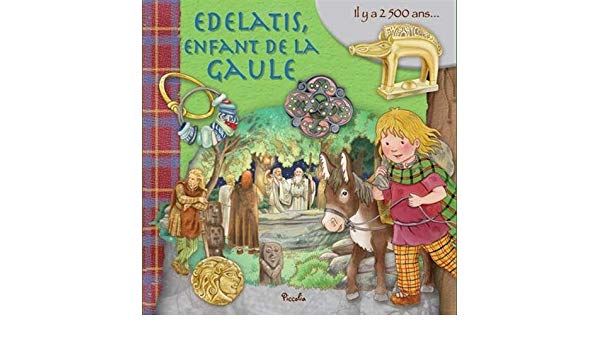 Il y a 2 500 ans...
EDELATIS,
ENFANT DE LA
GAULE
Piccolia